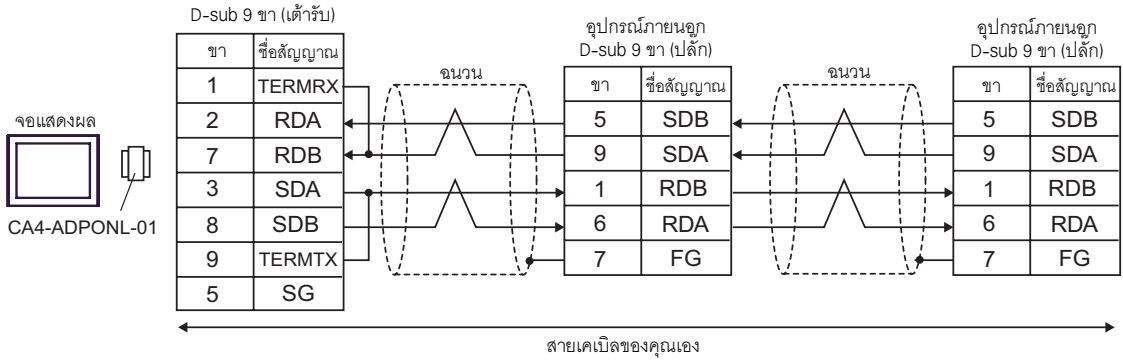 D-sub 9 ขา (เต้ารับ)
ขา ชื่อสัญญาณ
1 TERMRX
2 RDA
7 RDB
3 SDA
8 SDB
9 TERMTX
5 SG
จอแสดงผล
CA4-ADPONL-01
ฉนวน
อุปกรณ์ภายนอก
D-sub 9 ขา (ปลั๊ก)
ขา ชื่อสัญญาณ
5 SDB
9 SDA
1 RDB
6 RDA
7 FG
ฉนวน
อุปกรณ์ภายนอก
D-sub 9 ขา (ปลั๊ก)
ขา ชื่อสัญญาณ
5 SDB
9 SDA
1 RDB
6 RDA
7 FG
สายเคเบิลของคุณเอง